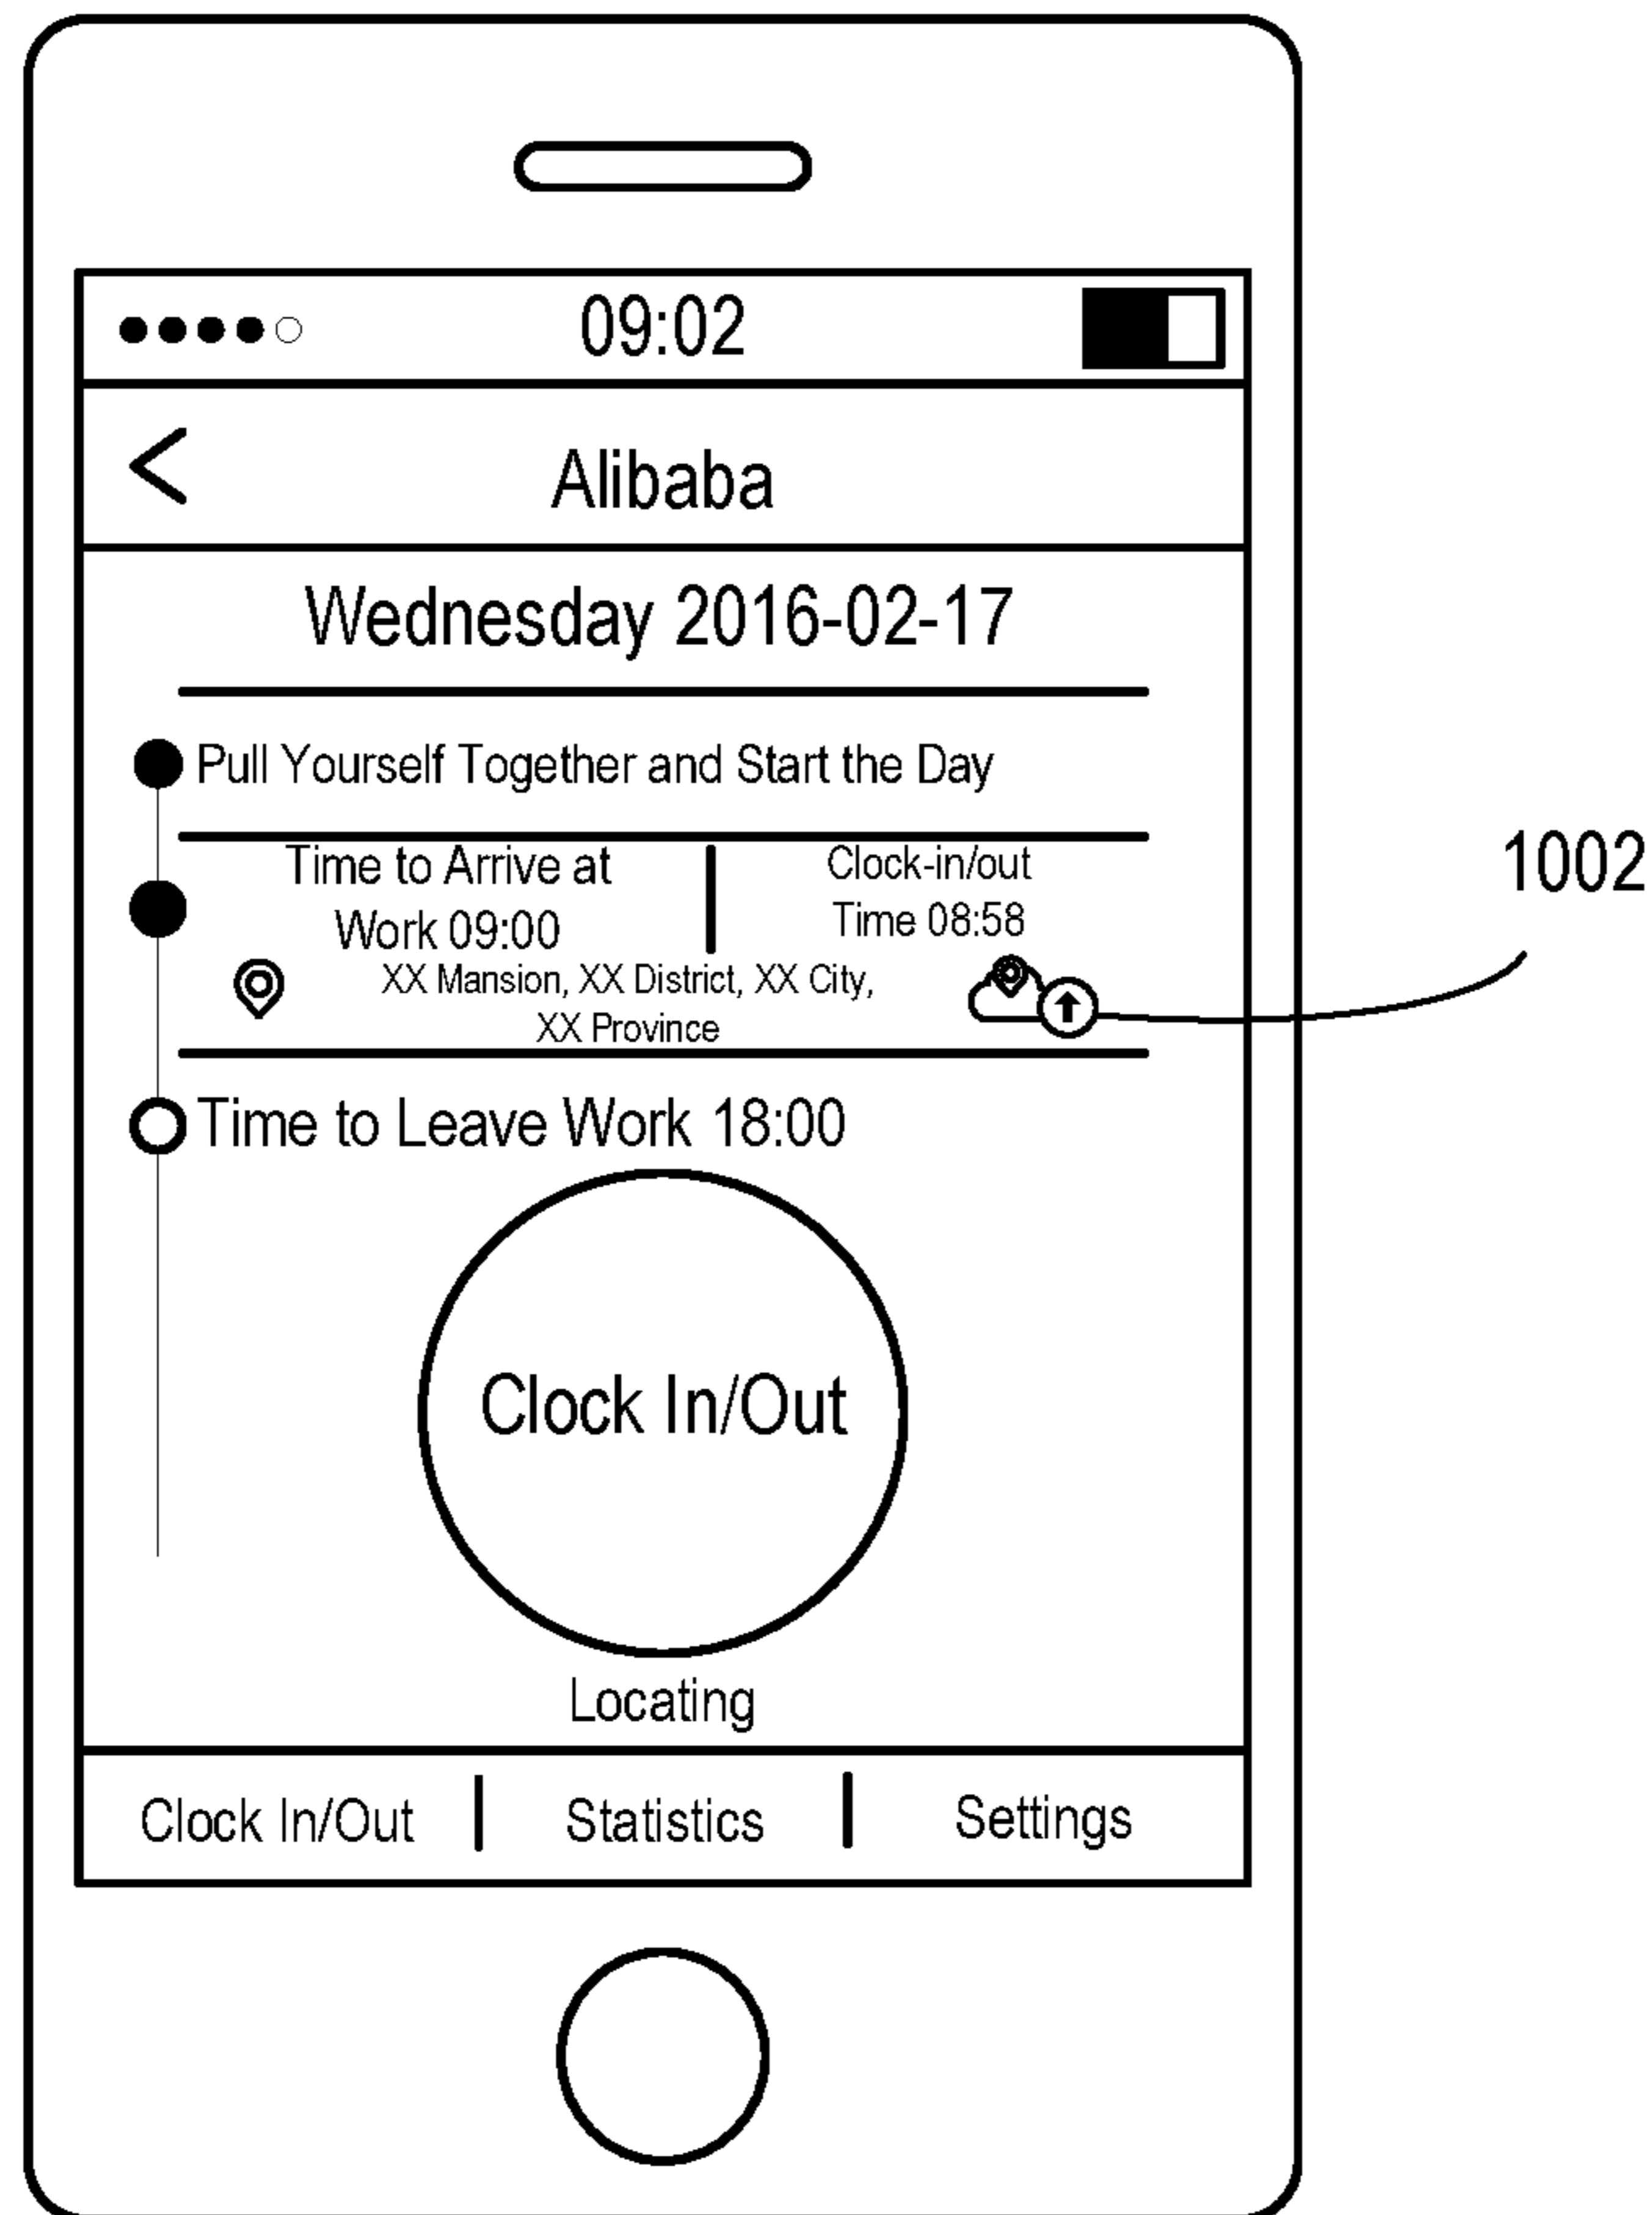 09:02
Alibaba
Wednesday 2016-02-17
Pull Yourself Together and Start the Day
Time to Arrive at
Work 09:00
Clock-in/out
Time 08:58
1002
XX Mansion, XX District, XX City,
XX Province
Time to Leave Work 18:00
Clock In/Out
Locating
Clock In/Out
Statistics
Settings